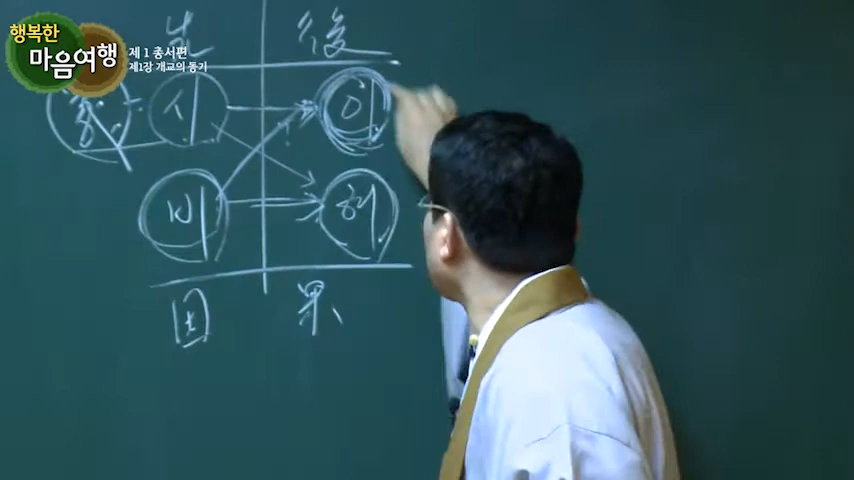 행복한
마음여행
제 1 총서편
제1장 개교의 동기
先 後
시 이
비 해
因 果